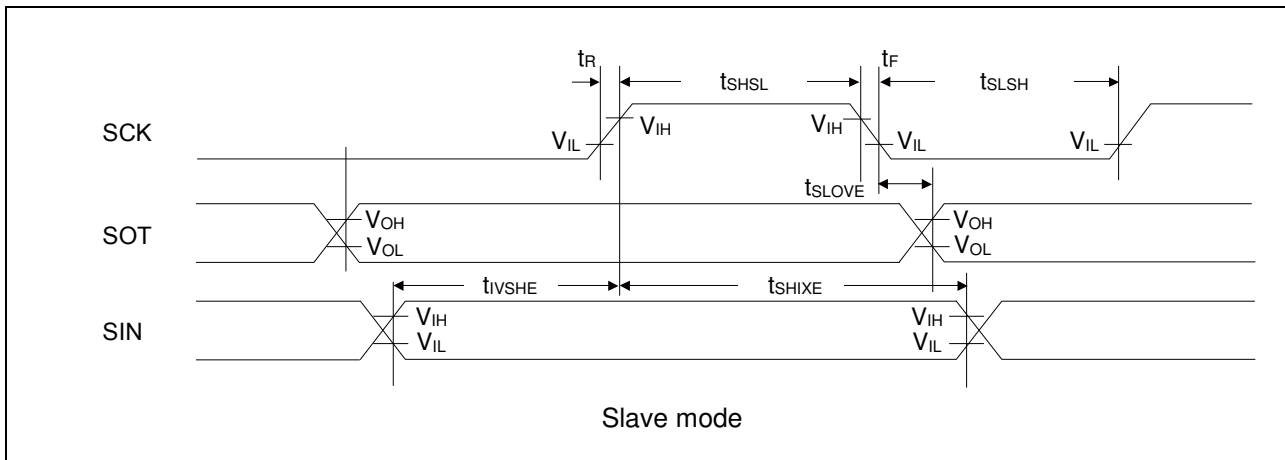 tR
tSHSL
tF
tSLSH
SCK
VIH
VIL
VIH
VIL
VIL
tSLOVE
SOT
VOH
VOL
VOH
VOL
tIVSHE
tSHIXE
SIN
VIH
VIL
VIH
VIL
Slave mode